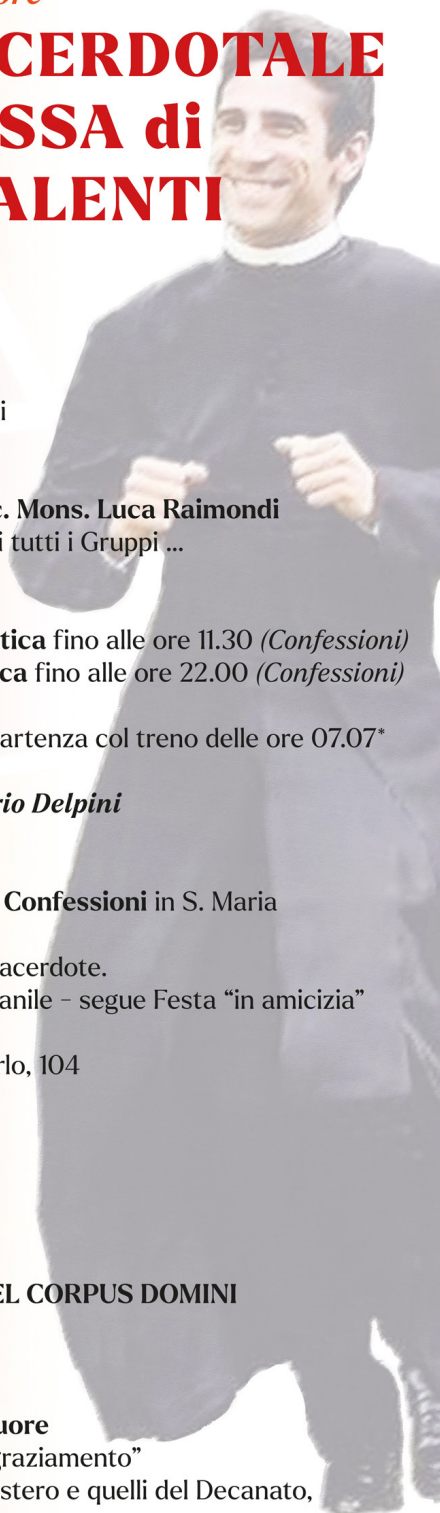 ore
CERDOTALE
SSA di
ALENTI
i
c. Mons. Luca Raimondi
i tutti i Gruppi ...
tica fino alle ore 11.30 (Confessioni)
ca fino alle ore 22.00 (Confessioni)
artenza col treno delle ore 07.07*
rio Delpini
Confessioni in S. Maria
acerdote.
anile – segue Festa “in amicizia”
rlo, 104
EL CORPUS DOMINI
uore
graziamento”
stero e quelli del Decanato,